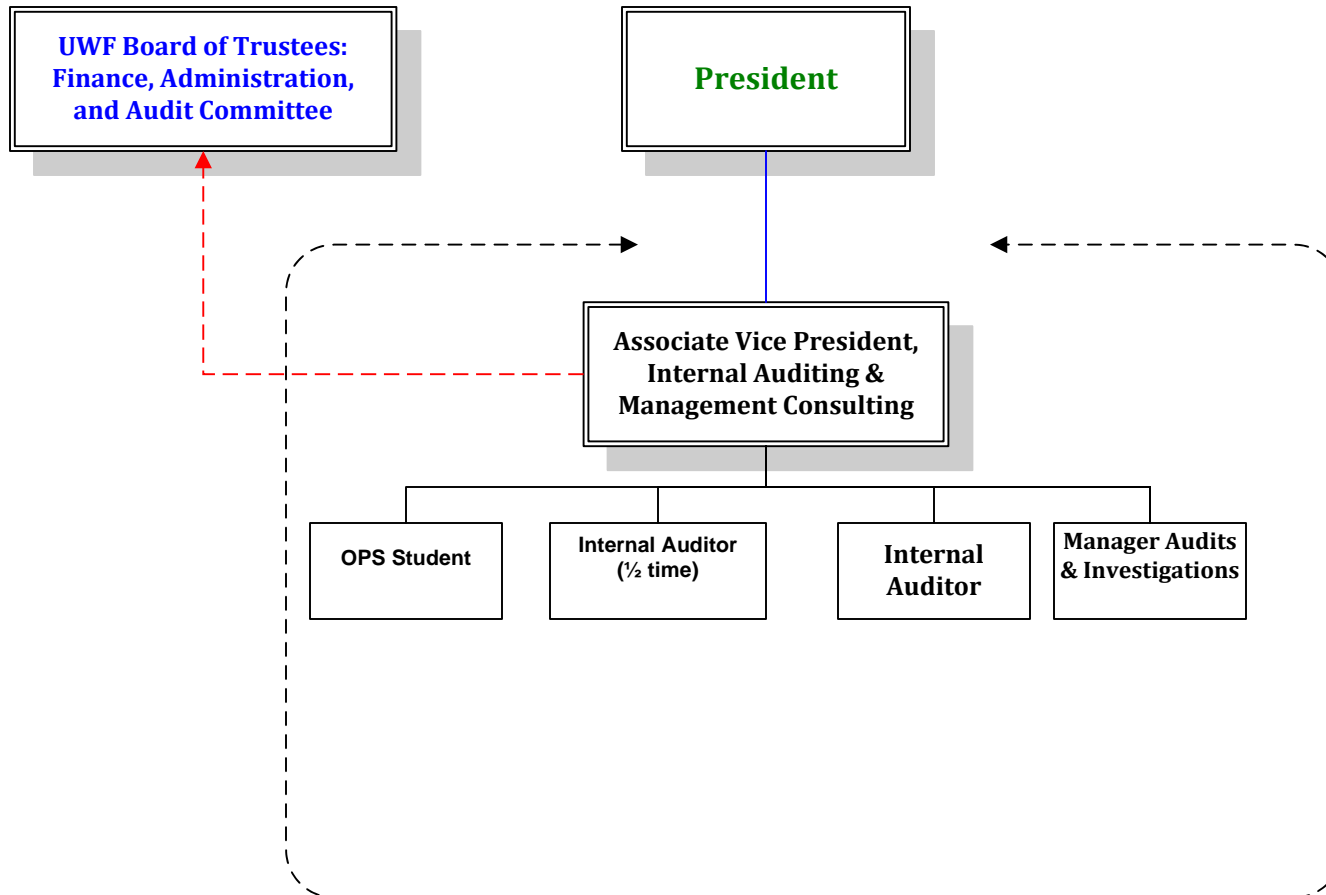 UWF Board of Trustees:
Finance, Administration,
and Audit Committee
President
Associate Vice President,
Internal Auditing &
Management Consulting
OPS Student
Internal Auditor
(½ time)
Internal
Auditor
Manager Audits
& Investigations